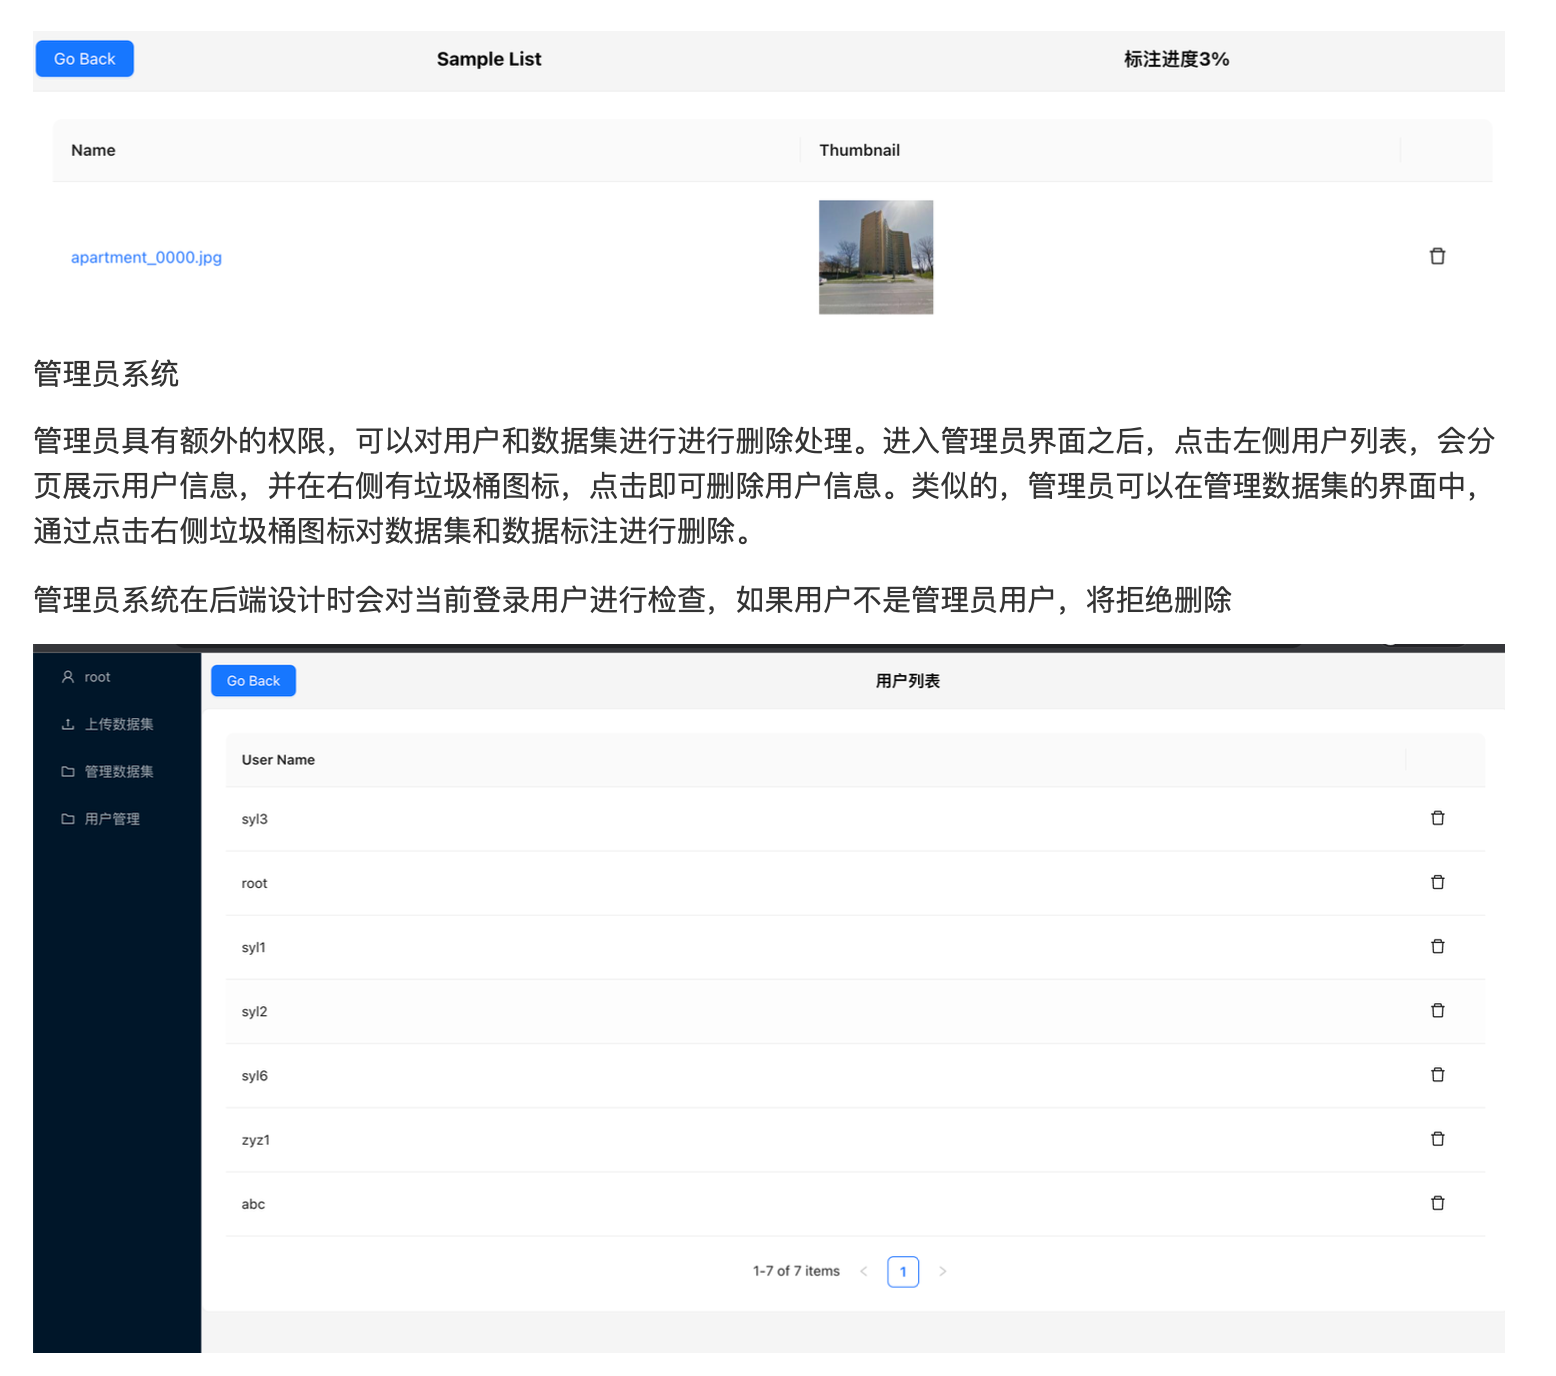 Go Back
Sample List
标注进度3%
Name
Thumbnail
apartment_0000.jpg
管理员系统
管理员具有额外的权限，可以对用户和数据集进行进行删除处理。进入管理员界面之后，点击左侧用户列表，会分
页展示用户信息，并在右侧有垃圾桶图标，点击即可删除用户信息。类似的，管理员可以在管理数据集的界面中，
通过点击右侧垃圾桶图标对数据集和数据标注进行删除。
管理员系统在后端设计时会对当前登录用户进行检查，如果用户不是管理员用户，将拒绝删除
root
上传数据集
管理数据集
用户管理
Go Back
用户列表
User Name
syl3
root
syl1
syl2
syl6
zyz1
abc
1-7 of 7 items
1